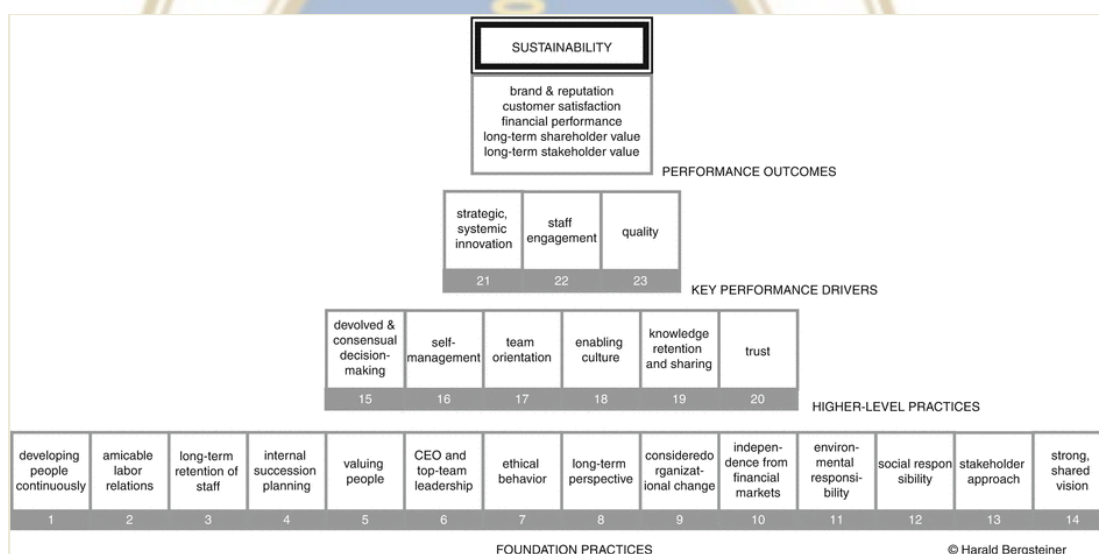 SUSTAINABILITY
brand & reputation
customer satisfaction
financial performance
long-term shareholder value
long-term stakeholder value
PERFORMANCE OUTCOMES
strategic,
systemic
innovation
21
staff
engagement
22
quality
23
KEY PERFORMANCE DRIVERS
devolved &
consensual
decision-
making
15
self-
management
16
team
orientation
17
enabling
culture
18
knowledge
retention
and sharing
19
trust
20
HIGHER-LEVEL PRACTICES
developing
people
continuously
1
amicable
labor
relations
2
long-term
retention of
staff
3
internal
succession
planning
4
valuing
people
5
CEO and
top-team
leadership
6
ethical
behavior
7
long-term
perspective
8
consideredo
rganizat-
ional change
9
indepen-
dence from
financial
markets
10
environ-
mental
responsi-
bility
11
social respon
sibility
12
stakeholder
approach
13
strong,
shared
vision
14
FOUNDATION PRACTICES
© Harald Bergsteiner